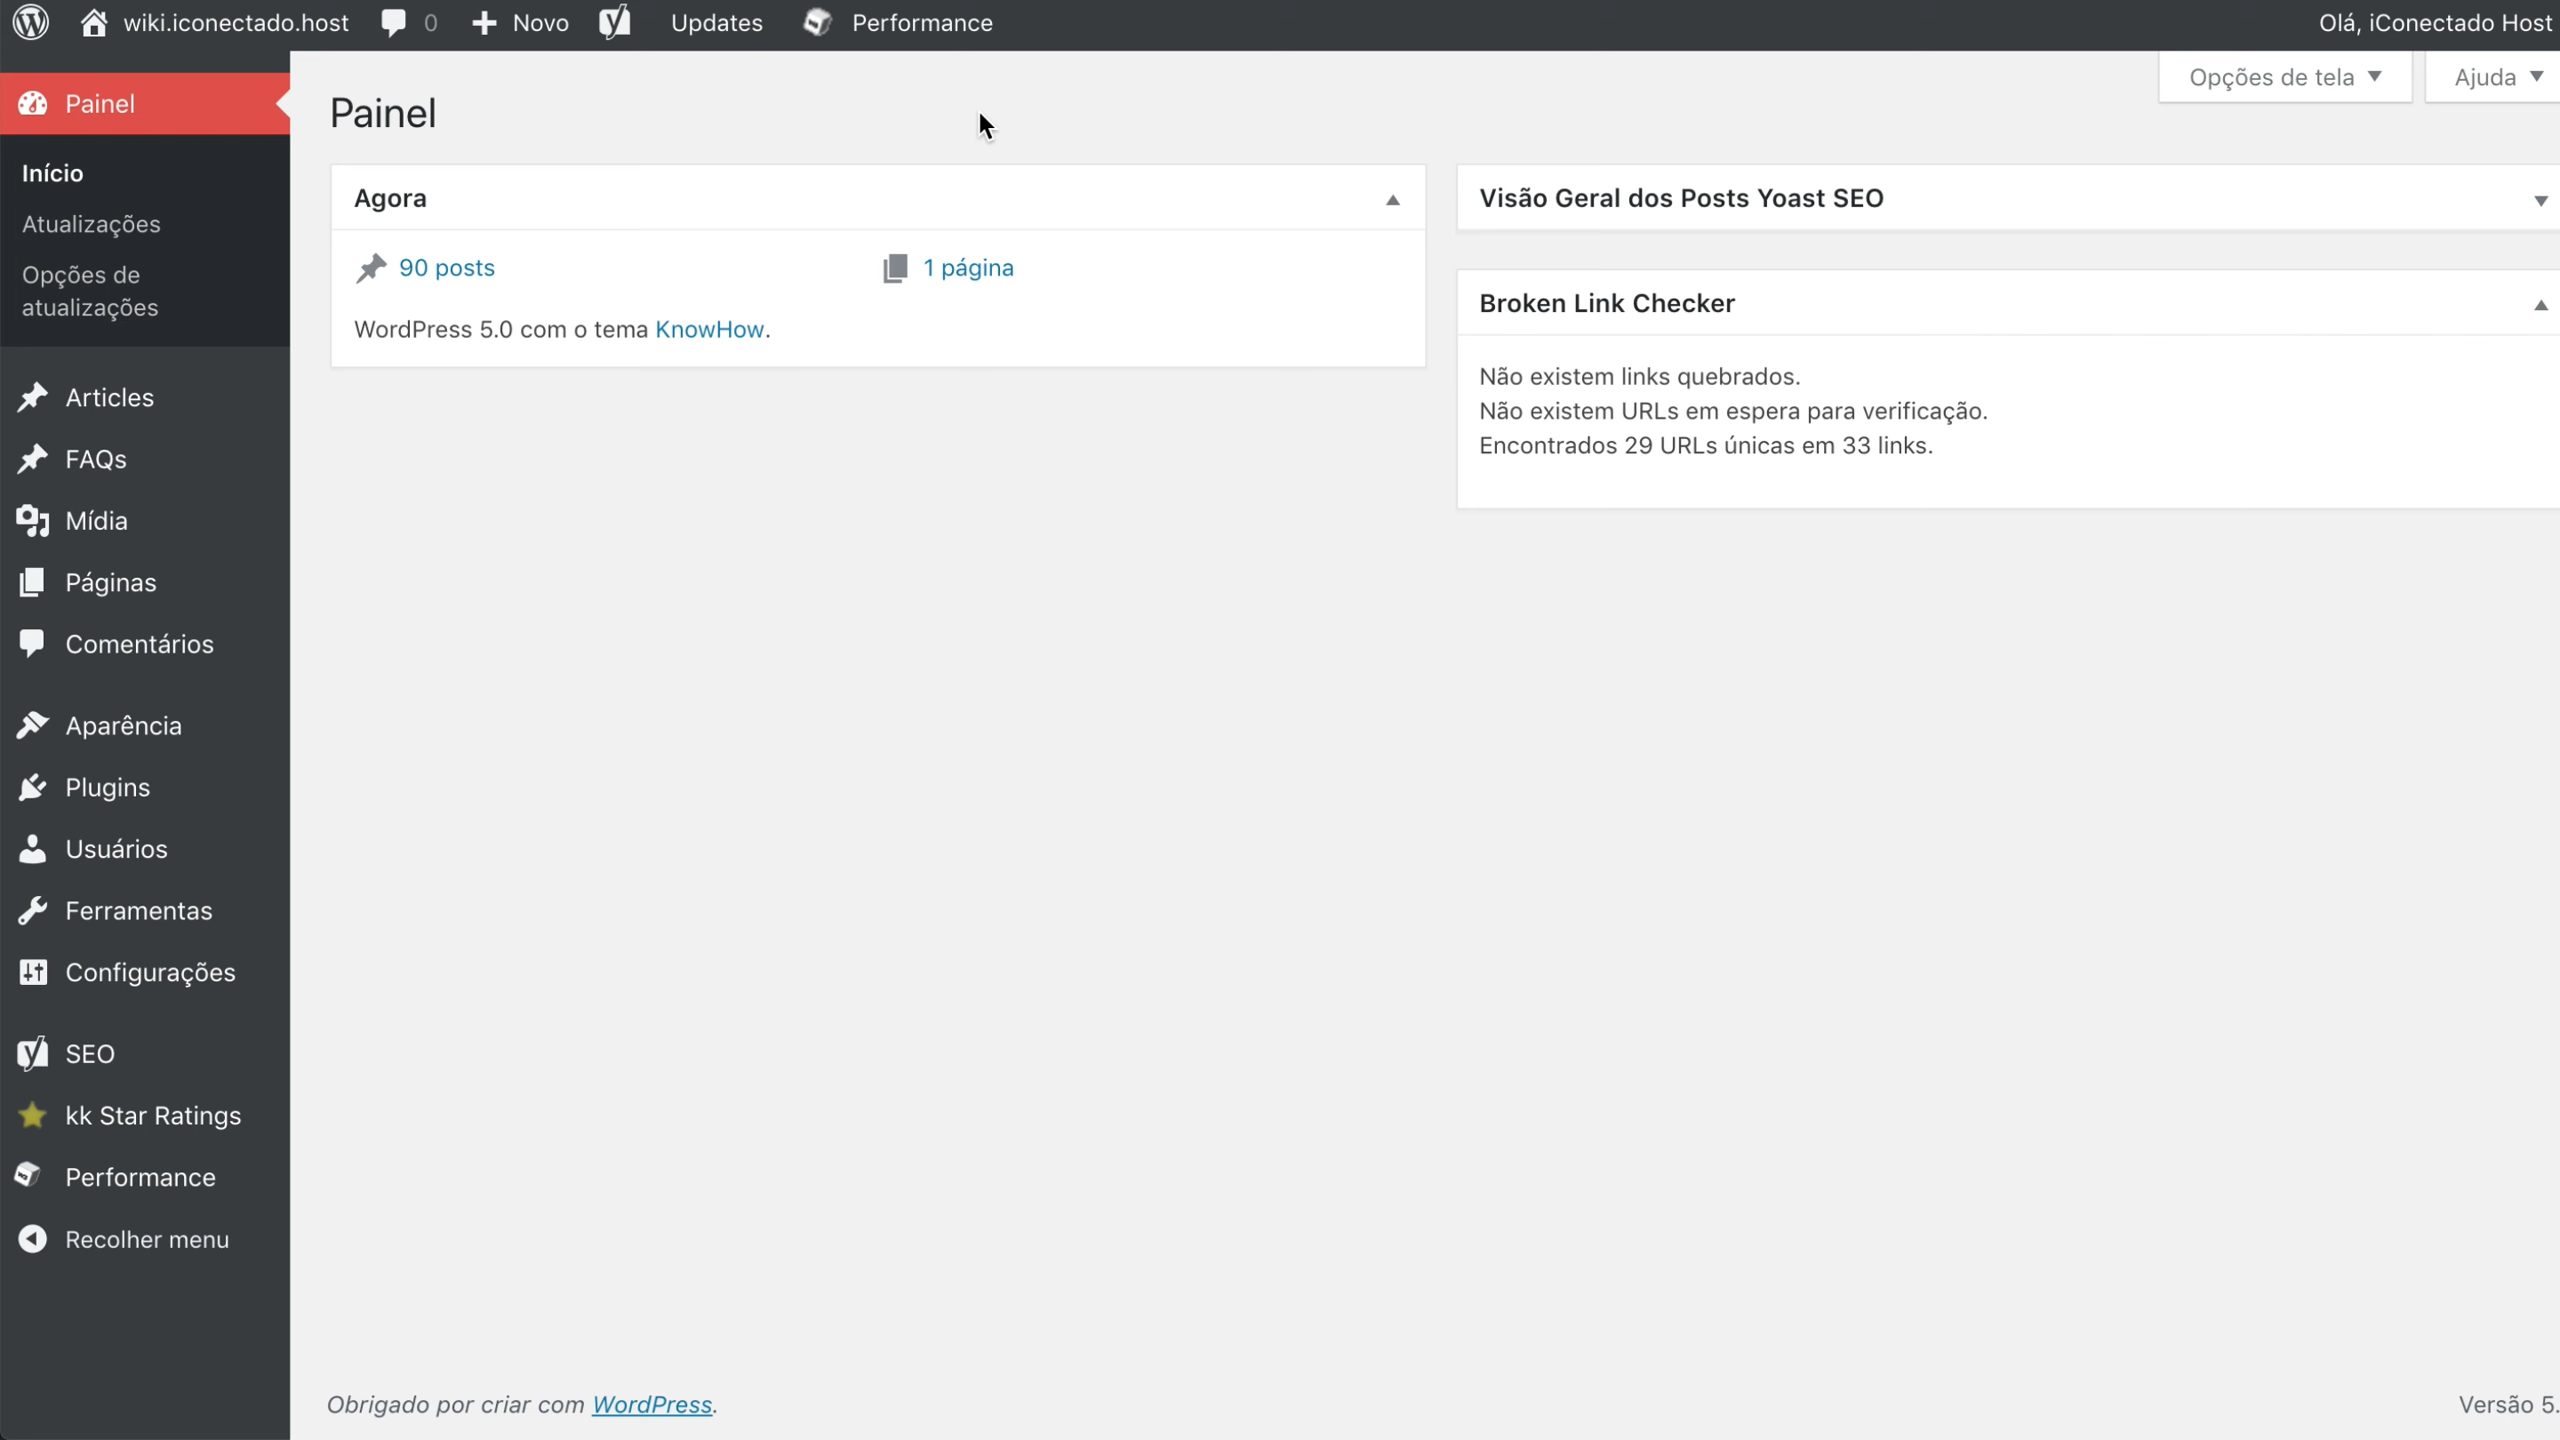 wiki.iconectado.host 0 Novo Updates Performance Olá, iConectado Host
Painel
Início
Atualizações
Opções de
atualizações
Articles
FAQs
Mídia
Páginas
Comentários
Aparência
Plugins
Usuários
Ferramentas
Configurações
SEO
kk Star Ratings
Performance
Recolher menu
Opções de tela Ajuda
Painel
Agora
90 posts 1 página
WordPress 5.0 com o tema KnowHow.
Visão Geral dos Posts Yoast SEO
Broken Link Checker
Não existem links quebrados.
Não existem URLs em espera para verificação.
Encontrados 29 URLs únicas em 33 links.
Obrigado por criar com WordPress.
Versão 5.